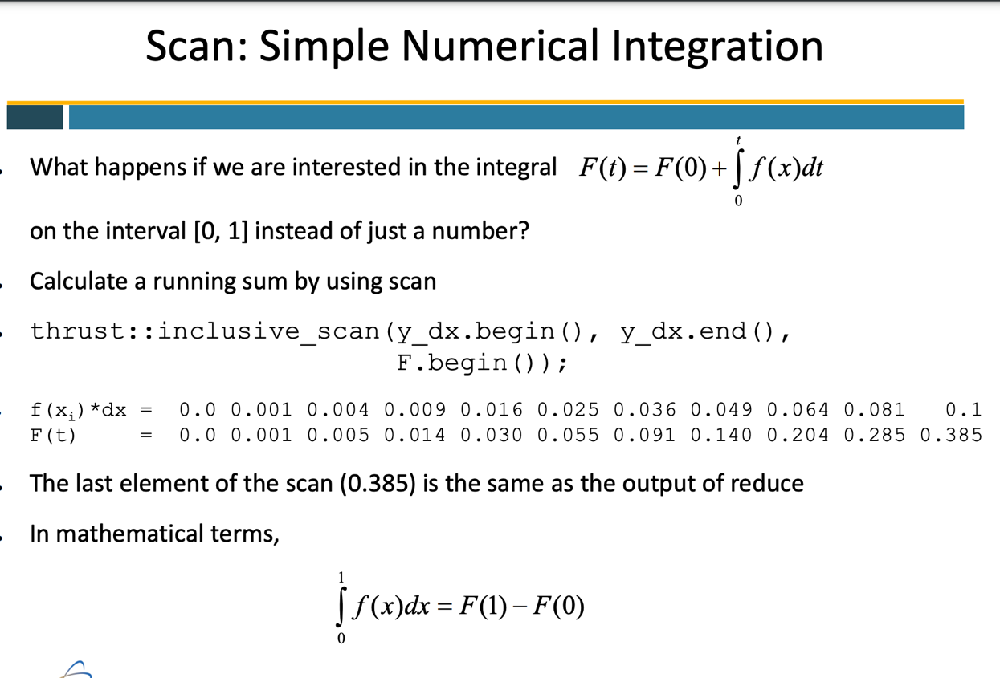 Scan: Simple Numerical Integration
What happens if we are interested in the integral F(t) = F(0) + ∫₀ᵗ f(x)dt
on the interval [0, 1] instead of just a number?
Calculate a running sum by using scan
thrust::inclusive_scan(y_dx.begin(), y_dx.end(),
F.begin());
f(xᵢ)*dx = 0.0 0.001 0.004 0.009 0.016 0.025 0.036 0.049 0.064 0.081 0.1
F(t) = 0.0 0.001 0.005 0.014 0.030 0.055 0.091 0.140 0.204 0.285 0.385
The last element of the scan (0.385) is the same as the output of reduce
In mathematical terms,
∫₀¹ f(x)dx = F(1) – F(0)